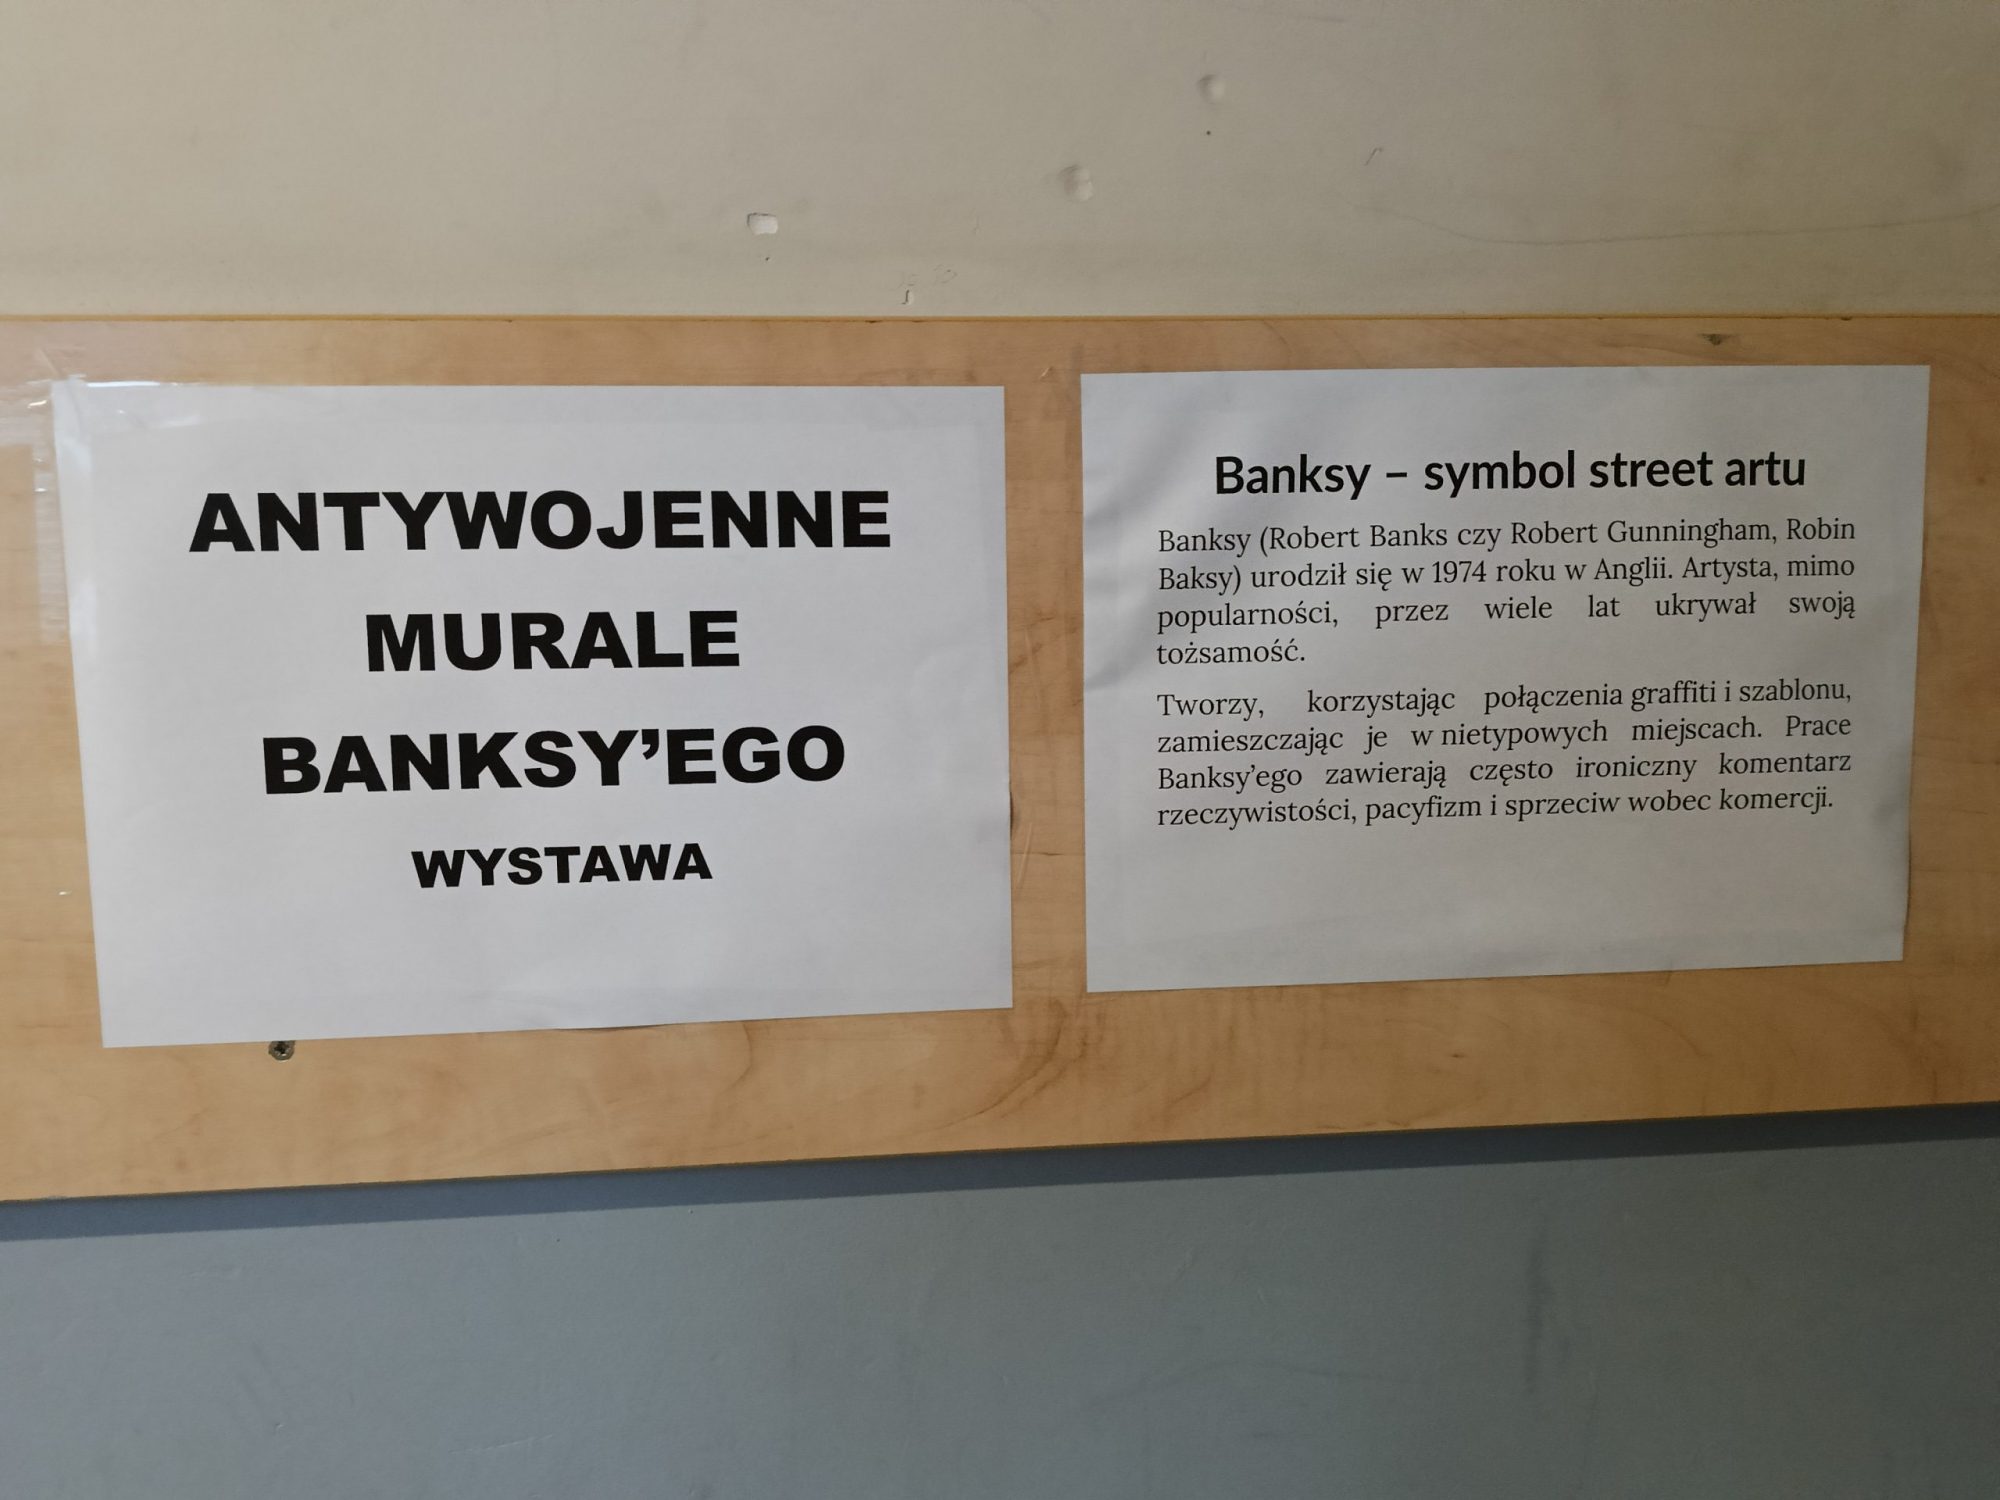 ANTYWOJENNE
MURALE
BANKSY’EGO
WYSTAWA
Banksy – symbol street artu
Banksy (Robert Banks czy Robert Gunningham, Robin
Baksy) urodził się w 1974 roku w Anglii. Artysta, mimo
popularności, przez wiele lat ukrywał swoją
tożsamość.
Tworzy, korzystając połączenia graffiti i szablonu,
zamieszczając je w nietypowych miejscach. Prace
Banksy’ego zawierają często ironiczny komentarz
rzeczywistości, pacyfizm i sprzeciw wobec komercji.